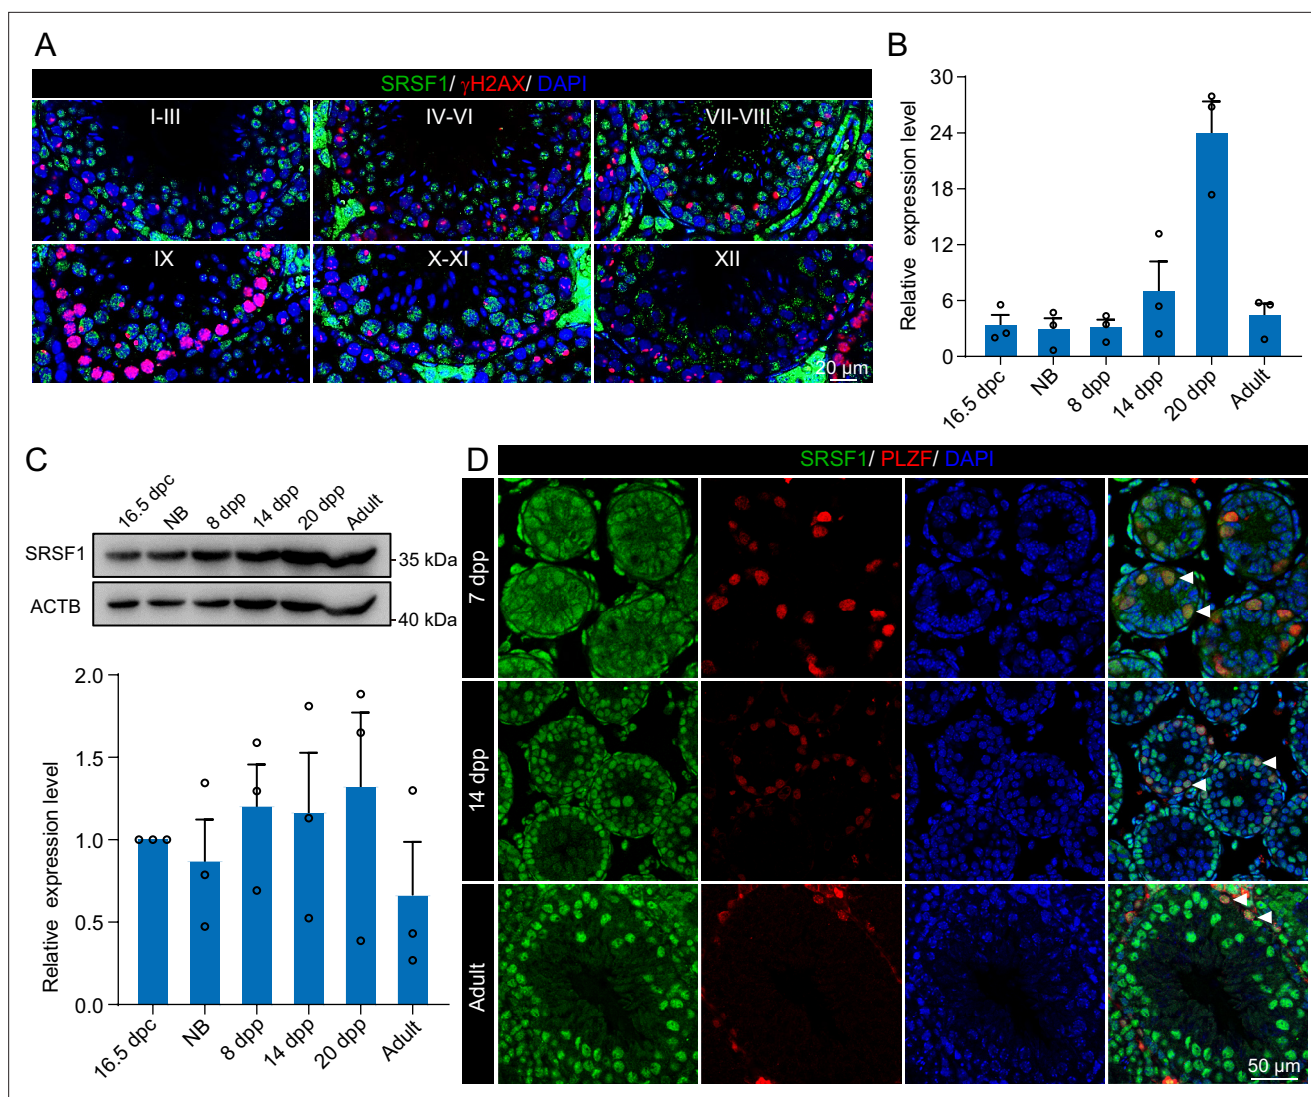 A
SRSF1/ γH2AX/ DAPI
I-III
IV-VI
VII-VIII
IX
X-XI
XII
20 µm
B
Relative expression level
30
24
18
12
6
0
16.5 dpc
NB
8 dpp
14 dpp
20 dpp
Adult
C
16.5 dpc
NB
8 dpp
14 dpp
20 dpp
Adult
SRSF1
35 kDa
ACTB
40 kDa
Relative expression level
2.0
1.5
1.0
0.5
0.0
16.5 dpc
NB
8 dpp
14 dpp
20 dpp
Adult
D
SRSF1/ PLZF/ DAPI
7 dpp
14 dpp
Adult
50 µm